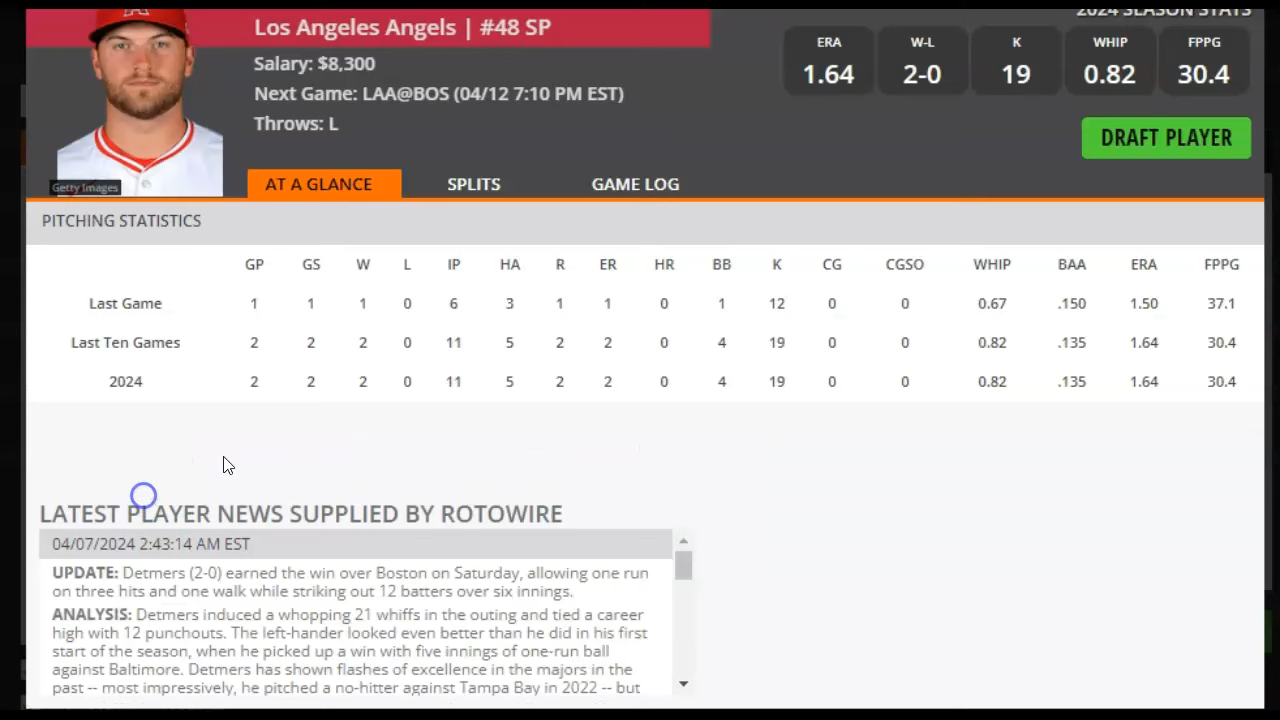 2024 SEASON STATS
Los Angeles Angels | #48 SP
Salary: $8,300
Next Game: LAA@BOS (04/12 7:10 PM EST)
Throws: L
ERA W-L K WHIP FPPG
1.64 2-0 19 0.82 30.4
DRAFT PLAYER
Getty Images
AT A GLANCE SPLITS GAME LOG
PITCHING STATISTICS
GP GS W L IP HA R ER HR BB K CG CGSO WHIP BAA ERA FPPG
Last Game 1 1 1 0 6 3 1 1 0 1 12 0 0 0.67 .150 1.50 37.1
Last Ten Games 2 2 2 0 11 5 2 2 0 4 19 0 0 0.82 .135 1.64 30.4
2024 2 2 2 0 11 5 2 2 0 4 19 0 0 0.82 .135 1.64 30.4
LATEST PLAYER NEWS SUPPLIED BY ROTOWIRE
04/07/2024 2:43:14 AM EST
UPDATE: Detmers (2-0) earned the win over Boston on Saturday, allowing one run
on three hits and one walk while striking out 12 batters over six innings.
ANALYSIS: Detmers induced a whopping 21 whiffs in the outing and tied a career
high with 12 punchouts. The left-hander looked even better than he did in his first
start of the season, when he picked up a win with five innings of one-run ball
against Baltimore. Detmers has shown flashes of excellence in the majors in the
past -- most impressively, he pitched a no-hitter against Tampa Bay in 2022 -- but